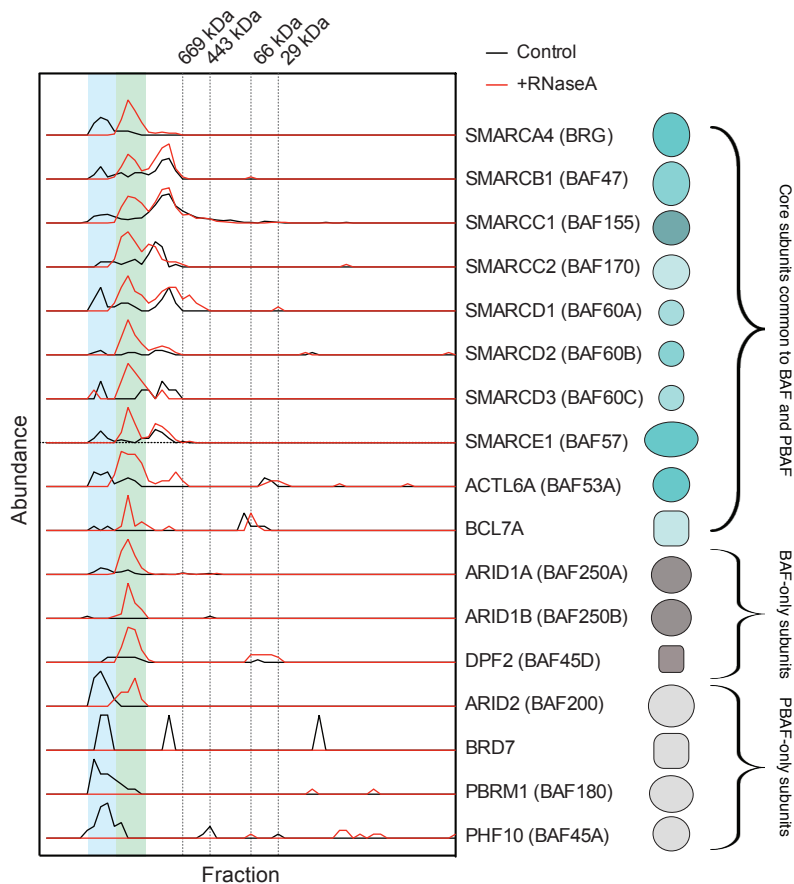 669 kDa
443 kDa
66 kDa
29 kDa
Control
+RNaseA
SMARCA4 (BRG)
SMARCB1 (BAF47)
SMARCC1 (BAF155)
SMARCC2 (BAF170)
SMARCD1 (BAF60A)
SMARCD2 (BAF60B)
SMARCD3 (BAF60C)
SMARCE1 (BAF57)
ACTL6A (BAF53A)
BCL7A
ARID1A (BAF250A)
ARID1B (BAF250B)
DPF2 (BAF45D)
ARID2 (BAF200)
BRD7
PBRM1 (BAF180)
PHF10 (BAF45A)
Core subunits common to BAF and PBAF
BAF-only subunits
PBAF-only subunits
Abundance
Fraction